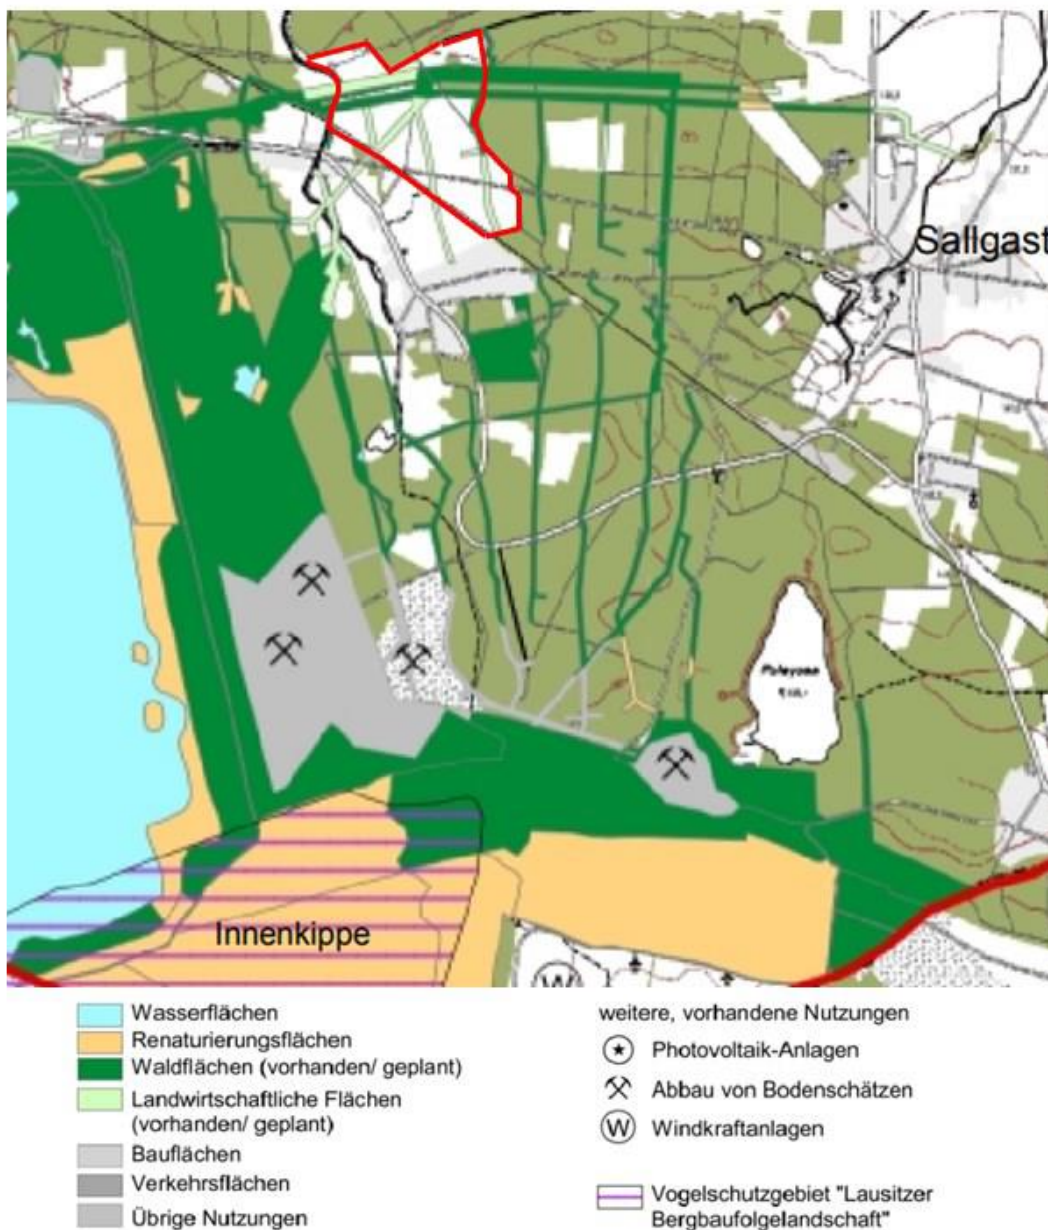 Sallgast
Innenkippe
Wasserflächen
Renaturierungsflächen
Waldflächen (vorhanden/ geplant)
Landwirtschaftliche Flächen
(vorhanden/ geplant)
Bauflächen
Verkehrsflächen
Übrige Nutzungen
weitere, vorhandene Nutzungen
Photovoltaik-Anlagen
Abbau von Bodenschätzen
W
Windkraftanlagen
Vogelschutzgebiet "Lausitzer
Bergbaufolgelandschaft"